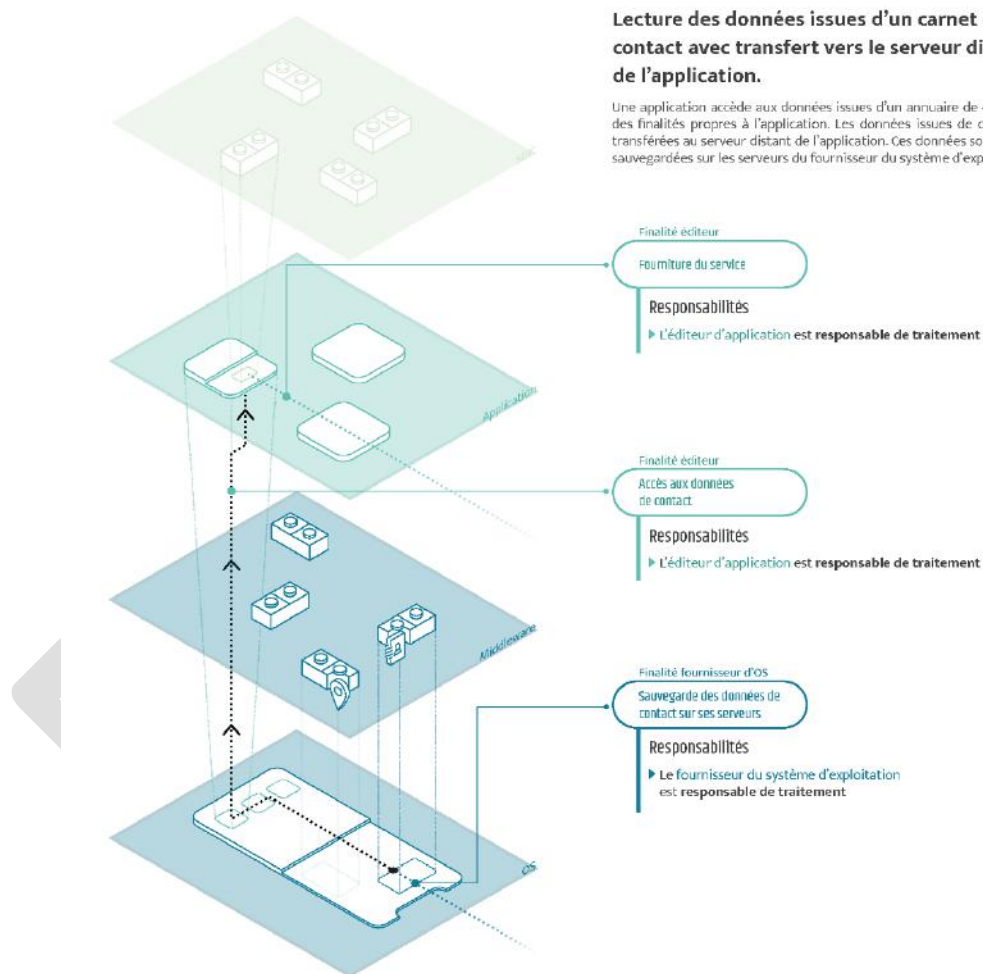 Lecture des données issues d'un carnet
contact avec transfert vers le serveur di
de l'application.
Une application accède aux données issues d'un annuaire de
des finalités propres à l'application. Les données issues de c
transférées au serveur distant de l'application. Ces données so
sauvegardées sur les serveurs du fournisseur du système d'exp
SDK
Finalité éditeur
Fourniture du service
Responsabilités
L'éditeur d'application est responsable de traitement
Application
Finalité éditeur
Accès aux données
de contact
Responsabilités
L'éditeur d'application est responsable de traitement
Middleware
Finalité fournisseur d'OS
Sauvegarde des données de
contact sur ses serveurs
Responsabilités
Le fournisseur du système d'exploitation
est responsable de traitement
OS